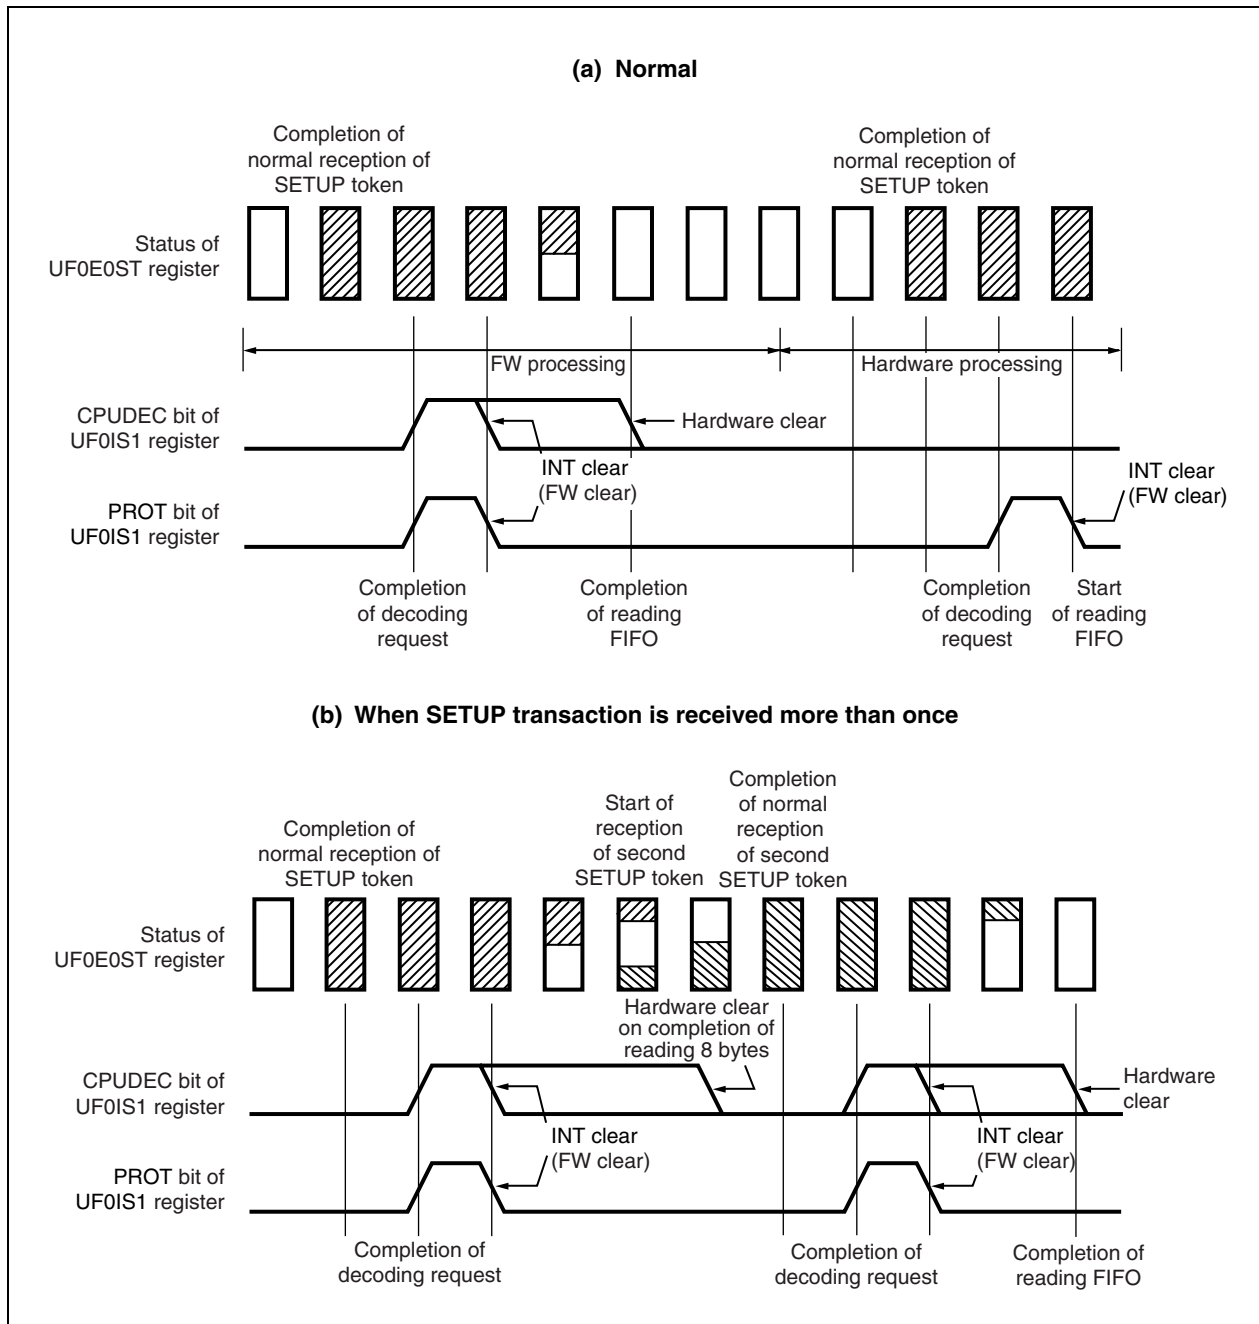 (a) Normal
Completion of
normal reception of
SETUP token
Completion of
normal reception of
SETUP token
Status of
UF0E0ST register
FW processing
Hardware processing
CPUDEC bit of
UF0IS1 register
Hardware clear
INT clear
(FW clear)
INT clear
(FW clear)
PROT bit of
UF0IS1 register
Completion
of decoding
request
Completion
of reading
FIFO
Completion
of decoding
request
Start
of reading
FIFO
(b) When SETUP transaction is received more than once
Completion of
normal reception of
SETUP token
Start of
reception
of second
SETUP token
Completion
of normal
reception
of second
SETUP token
Status of
UF0E0ST register
Hardware clear
on completion of
reading 8 bytes
CPUDEC bit of
UF0IS1 register
Hardware
clear
INT clear
(FW clear)
INT clear
(FW clear)
PROT bit of
UF0IS1 register
Completion of
decoding request
Completion of
decoding request
Completion of
reading FIFO